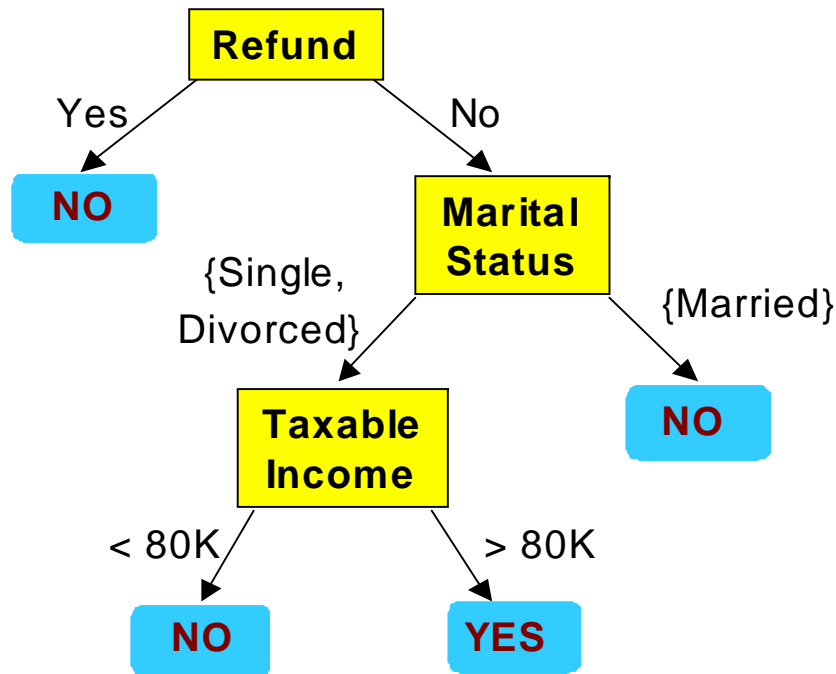 Refund
Yes
No
NO
Marital
Status
{Single,
Divorced}
{Married}
Taxable
Income
NO
< 80K
> 80K
NO
YES